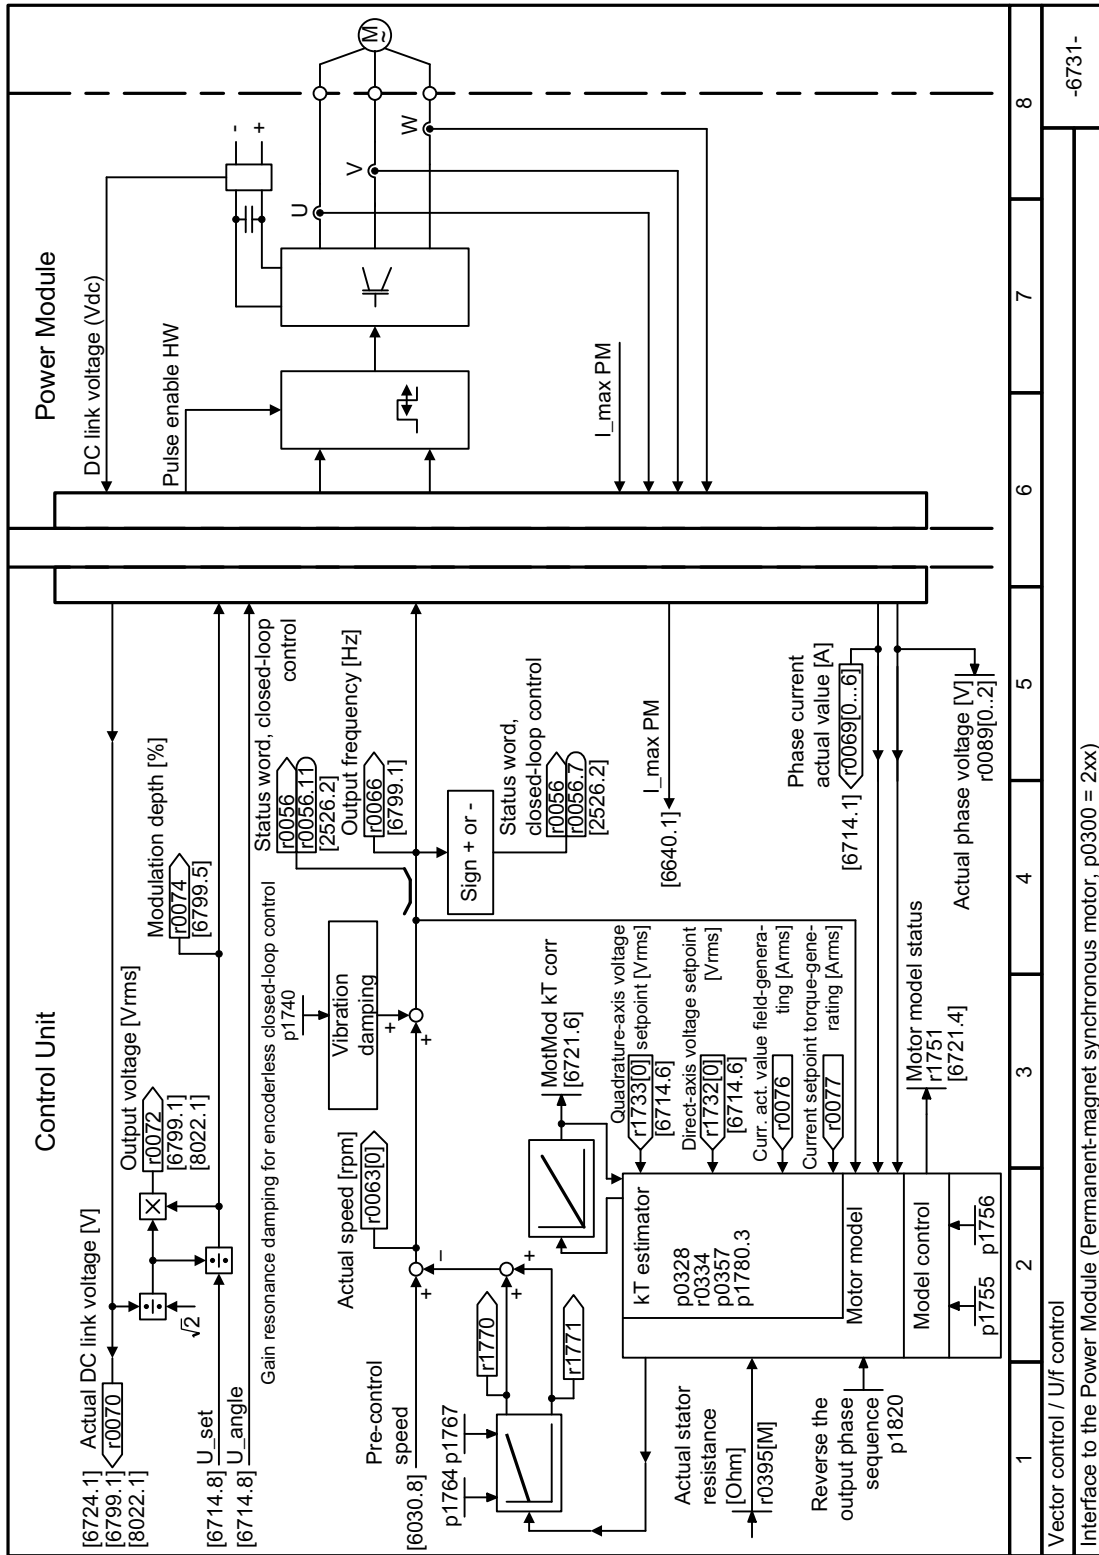 Control Unit
Power Module
[6724.1]
[6799.1]
[8022.1]
Actual DC link voltage [V]
r0070
√2
Output voltage [Vrms]
r0072
[6799.1]
[8022.1]
Modulation depth [%]
r0074
[6799.5]
DC link voltage (Vdc)
Pulse enable HW
-
+
[6714.8] U_set
[6714.8] U_angle
Gain resonance damping for encoderless closed-loop control
p1740
Vibration
damping
+
+
Status word, closed-loop
control
r0056
r0056.11
[2526.2]
Output frequency [Hz]
r0066
[6799.1]
Sign + or -
Status word,
closed-loop control
r0056
r0056.7
[2526.2]
U
V
W
M
~
Actual speed [rpm]
r0063[0]
Pre-control
speed
[6030.8]
+
−
p1764 p1767
r1770
r1771
+
+
MotMod kT corr
[6721.6]
I_max PM
[6640.1]
I_max PM
Quadrature-axis voltage
setpoint [Vrms]
r1733[0]
[6714.6]
Direct-axis voltage setpoint
[Vrms]
r1732[0]
[6714.6]
Curr. act. value field-genera-
ting [Arms]
r0076
Current setpoint torque-gene-
rating [Arms]
r0077
Phase current
actual value [A]
[6714.1] r0069[0...6]
Actual phase voltage [V]
r0089[0..2]
kT estimator
p0328
r0334
p0357
p1780.3
Motor model
Model control
p1755
p1756
Motor model status
r1751
[6721.4]
Actual stator
resistance
[Ohm]
r0395[M]
Reverse the
output phase
sequence
p1820
1
2
3
4
5
6
7
8
Vector control / U/f control
Interface to the Power Module (Permanent-magnet synchronous motor, p0300 = 2xx)
-6731-